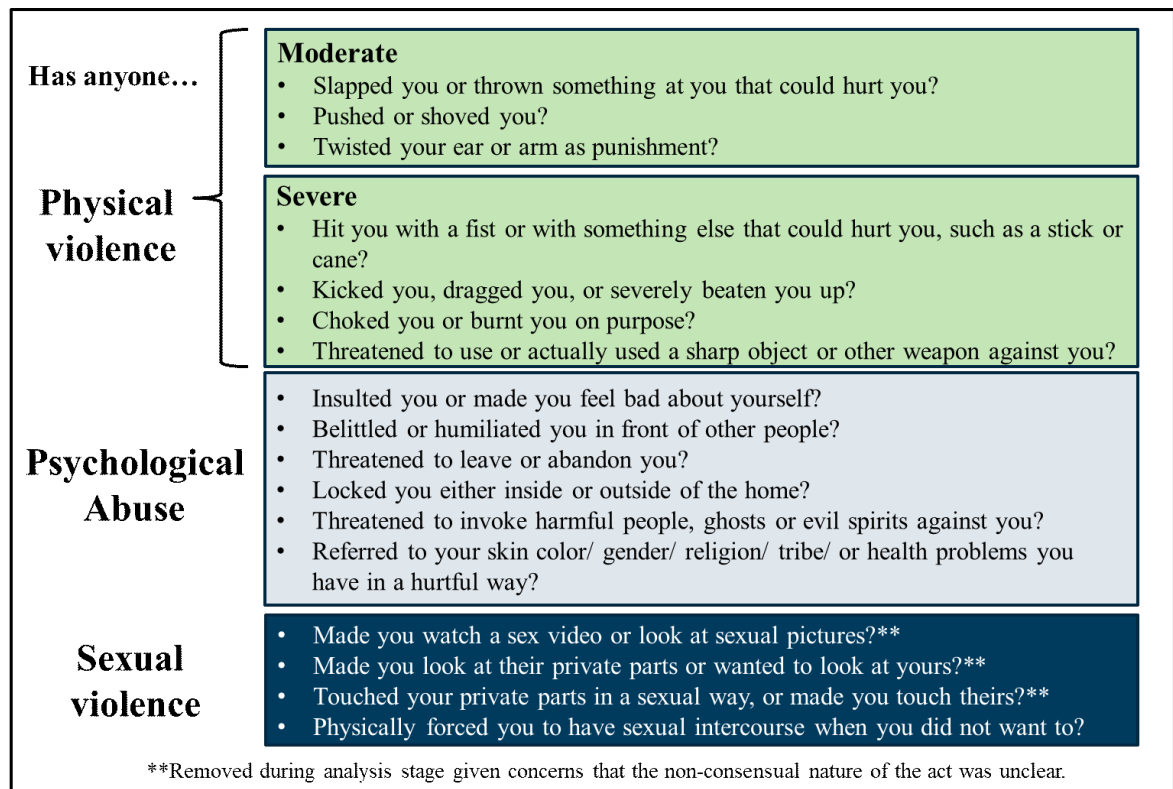 Has anyone…
Physical
violence
Moderate
• Slapped you or thrown something at you that could hurt you?
• Pushed or shoved you?
• Twisted your ear or arm as punishment?
Severe
• Hit you with a fist or with something else that could hurt you, such as a stick or
cane?
• Kicked you, dragged you, or severely beaten you up?
• Choked you or burnt you on purpose?
• Threatened to use or actually used a sharp object or other weapon against you?
Psychological
Abuse
• Insulted you or made you feel bad about yourself?
• Belittled or humiliated you in front of other people?
• Threatened to leave or abandon you?
• Locked you either inside or outside of the home?
• Threatened to invoke harmful people, ghosts or evil spirits against you?
• Referred to your skin color/ gender/ religion/ tribe/ or health problems you
have in a hurtful way?
Sexual
violence
• Made you watch a sex video or look at sexual pictures?**
• Made you look at their private parts or wanted to look at yours?**
• Touched your private parts in a sexual way, or made you touch theirs?**
• Physically forced you to have sexual intercourse when you did not want to?
**Removed during analysis stage given concerns that the non-consensual nature of the act was unclear.